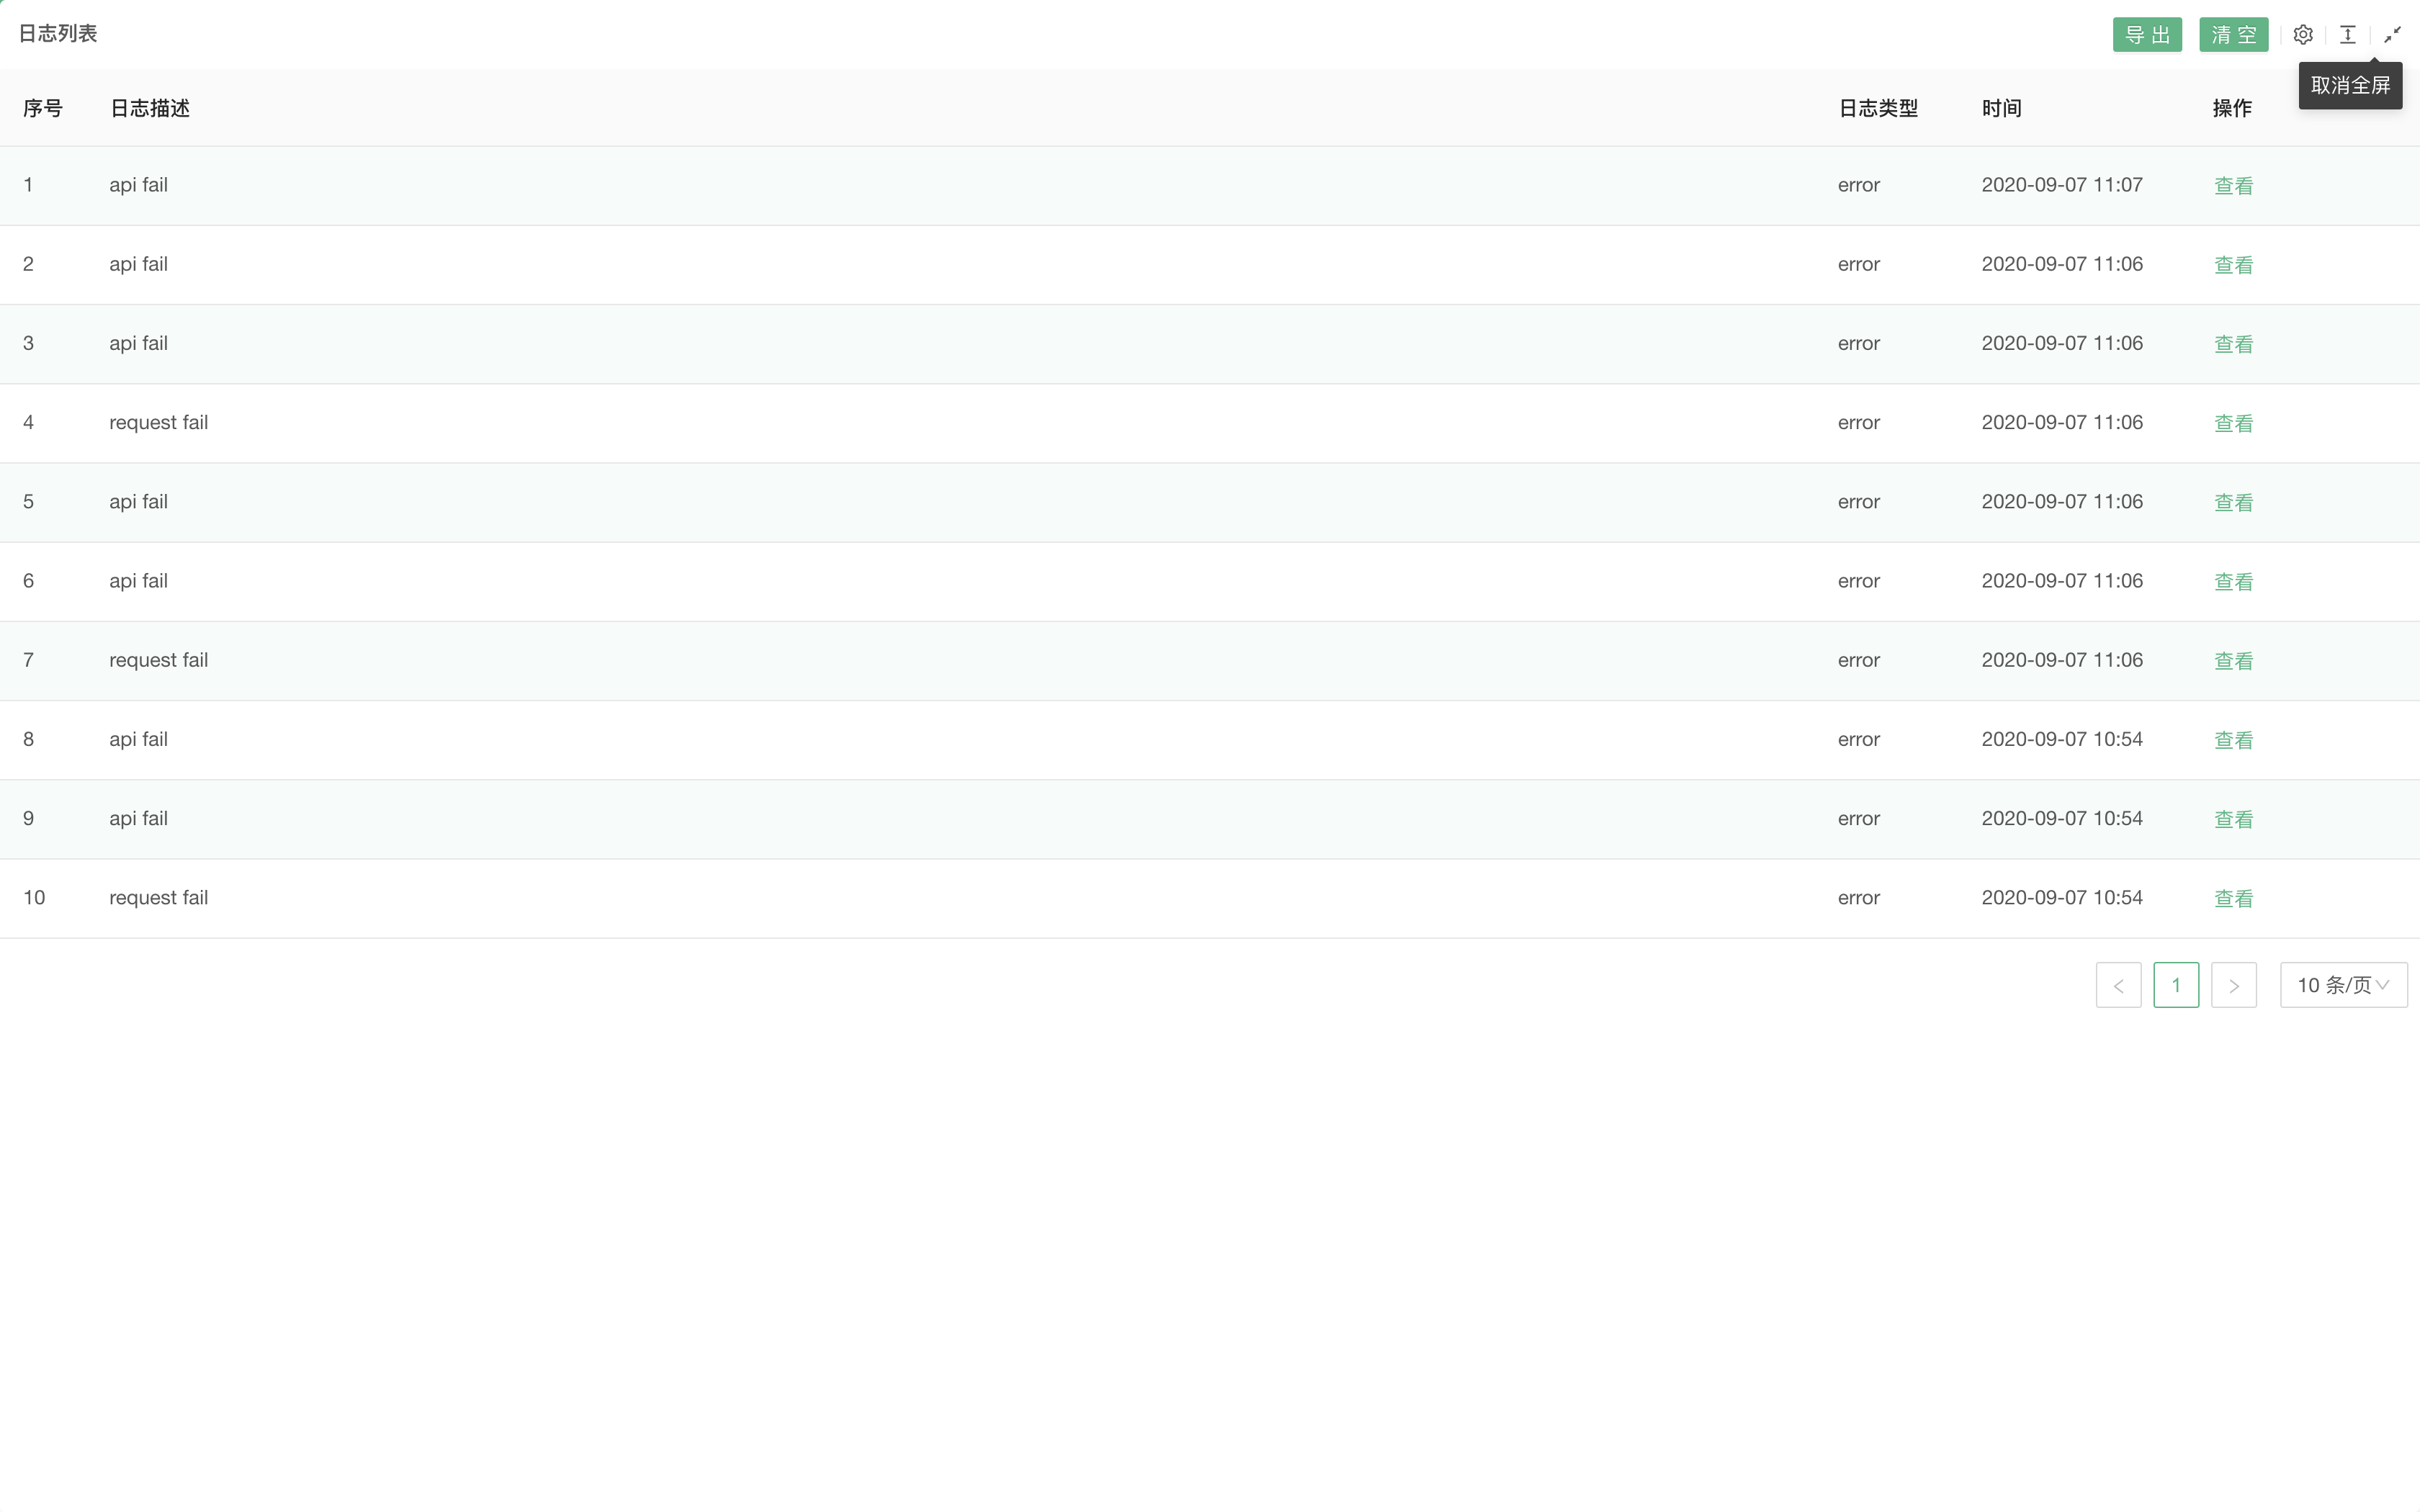 日志列表 导 出 清 空
取消全屏
序号 日志描述 日志类型 时间 操作
1 api fail error 2020-09-07 11:07 查看
2 api fail error 2020-09-07 11:06 查看
3 api fail error 2020-09-07 11:06 查看
4 request fail error 2020-09-07 11:06 查看
5 api fail error 2020-09-07 11:06 查看
6 api fail error 2020-09-07 11:06 查看
7 request fail error 2020-09-07 11:06 查看
8 api fail error 2020-09-07 10:54 查看
9 api fail error 2020-09-07 10:54 查看
10 request fail error 2020-09-07 10:54 查看
1 10 条/页